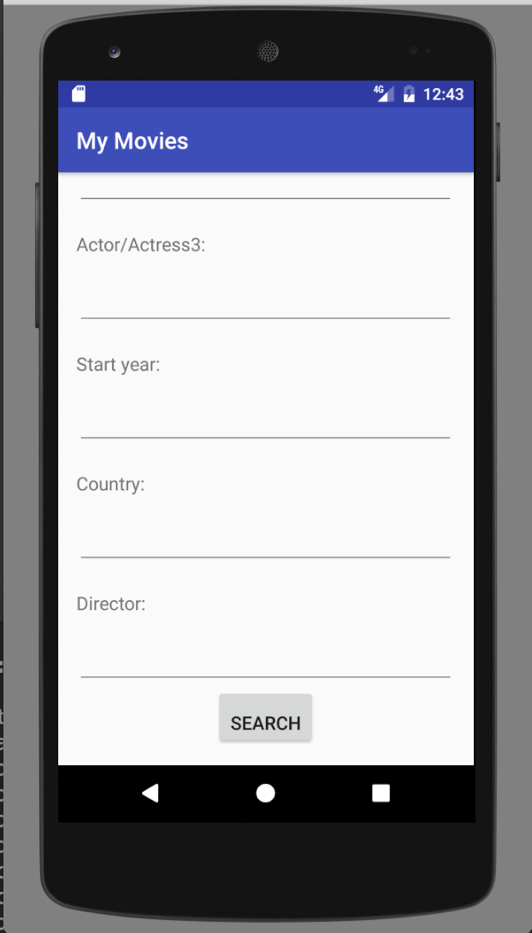 4G 12:43
My Movies
Actor/Actress3:
Start year:
Country:
Director:
SEARCH